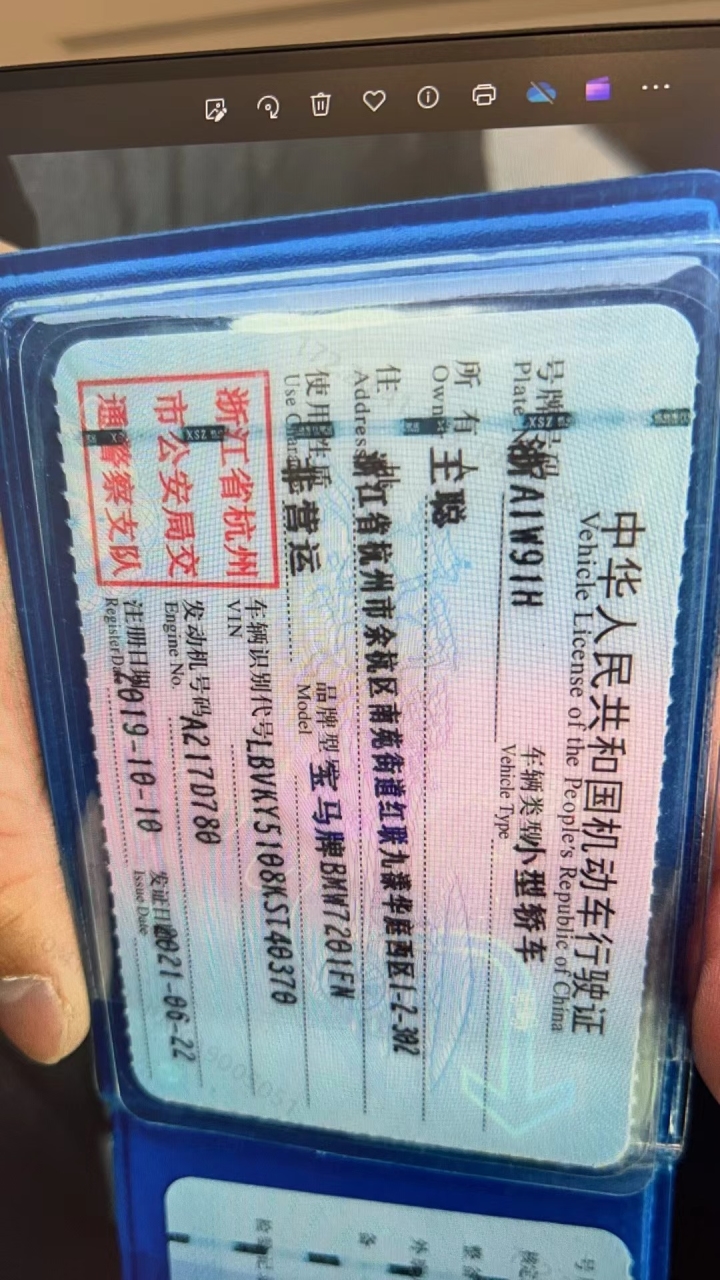 中华人民共和国机动车行驶证
Vehicle License of the People's Republic of China
号牌号码 浙A1W91H 车辆类型 小型轿车
Plate Vehicle Type
所有 王聪
Owner
住址 浙江省杭州市余杭区南苑街道红联九森华庭西区1-2-302
Address
使用性质 非营运 品牌型 宝马牌BMW7201FN
Use Character Model
车辆识别代号 LBVKY5108KST40370
VIN
发动机号码 A217D780
Engine No.
注册日期 2019-10-10 发证日期 2021-06-22
Register Date Issue Date
浙江省杭州
市公安局交
通警察支队
XSZ